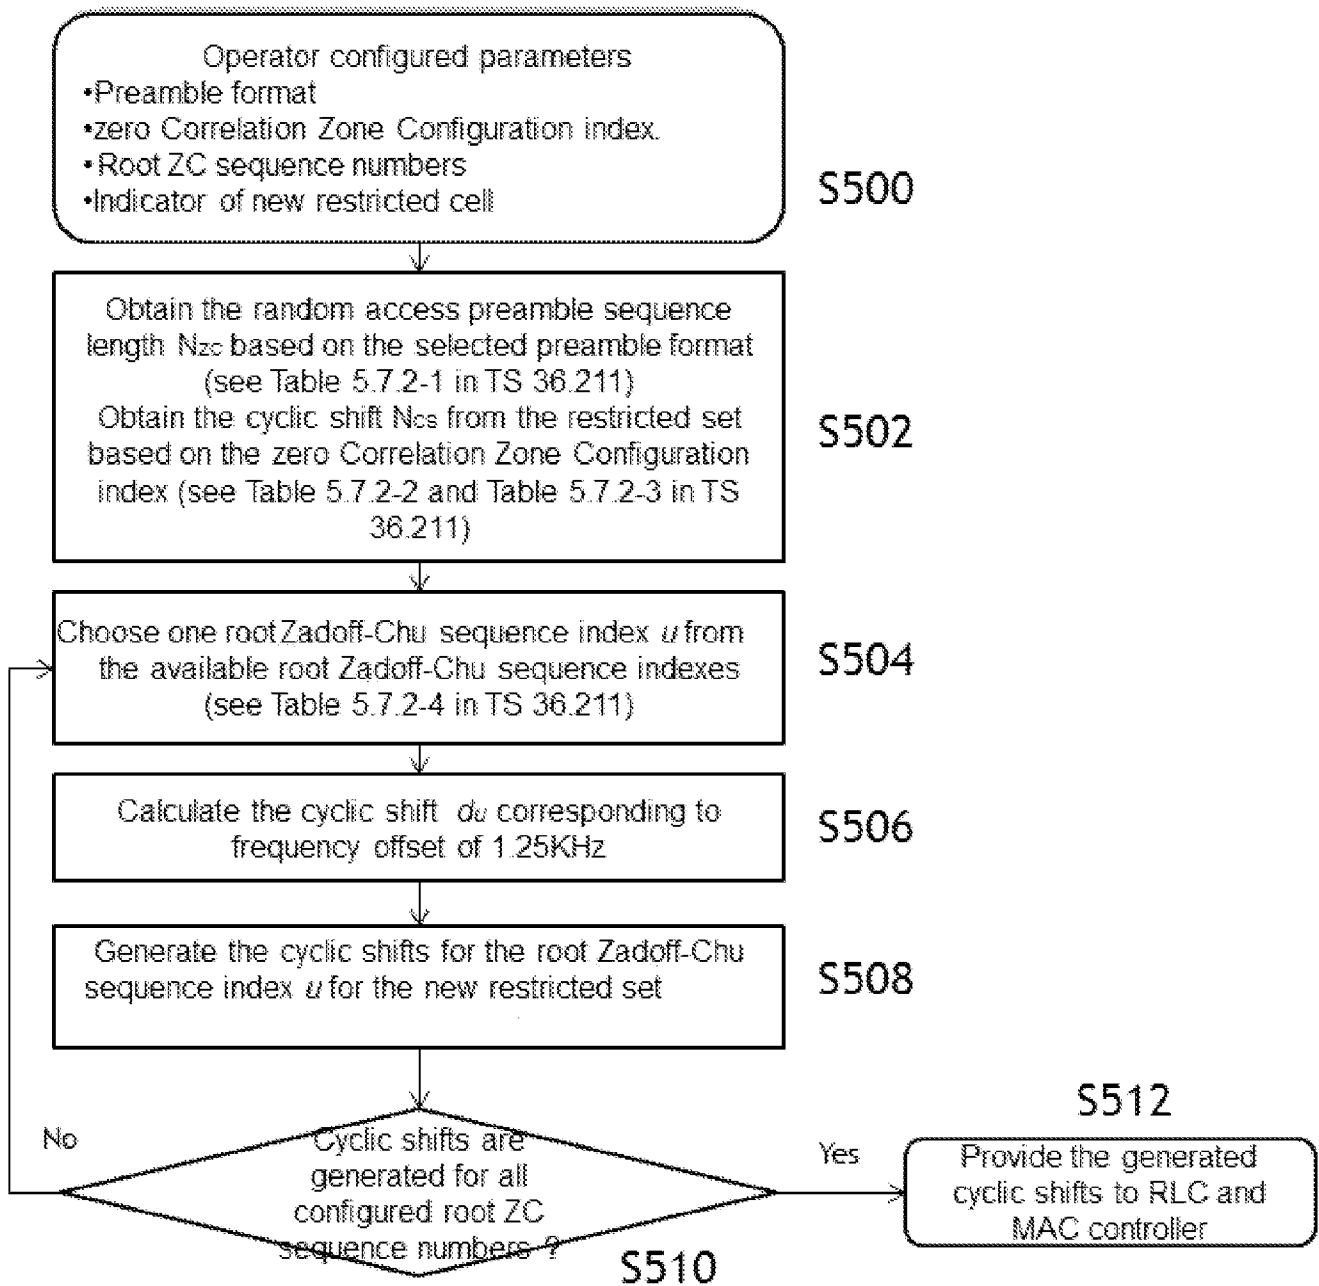 Operator configured parameters
•Preamble format
•zero Correlation Zone Configuration index.
• Root ZC sequence numbers
•Indicator of new restricted cell
S500
Obtain the random access preamble sequence
length Nzc based on the selected preamble format
(see Table 5.7.2-1 in TS 36.211)
Obtain the cyclic shift Ncs from the restricted set
based on the zero Correlation Zone Configuration
index (see Table 5.7.2-2 and Table 5.7.2-3 in TS
36.211)
S502
Choose one root Zadoff-Chu sequence index u from
the available root Zadoff-Chu sequence indexes
(see Table 5.7.2-4 in TS 36.211)
S504
Calculate the cyclic shift du corresponding to
frequency offset of 1.25KHz
S506
Generate the cyclic shifts for the root Zadoff-Chu
sequence index u for the new restricted set
S508
No
Cyclic shifts are
generated for all
configured root ZC
sequence numbers ?
S510
Yes
S512
Provide the generated
cyclic shifts to RLC and
MAC controller